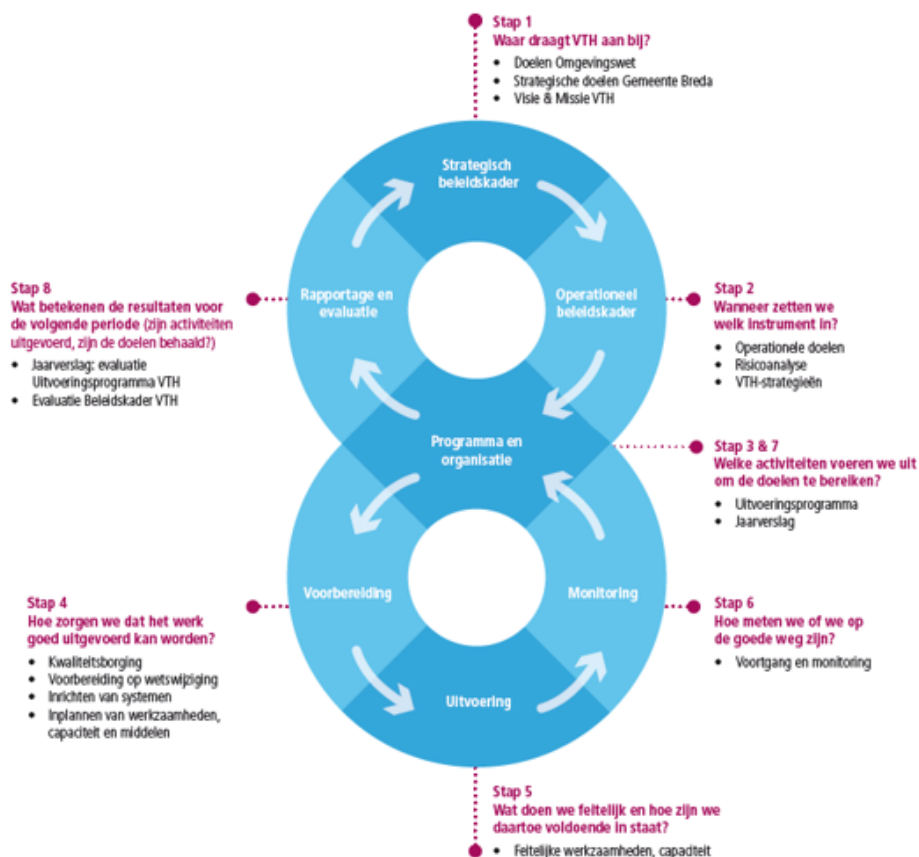 Stap 1
Waar draagt VTH aan bij?
• Doelen Omgevingswet
• Strategische doelen Gemeente Breda
• Visie & Missie VTH
Strategisch
beleidskader
Rapportage en
evaluatie
Operationeel
beleidskader
Stap 8
Wat betekenen de resultaten voor
de volgende periode (zijn activiteiten
uitgevoerd, zijn de doelen behaald?)
• Jaarverslag: evaluatie
Uitvoeringsprogramma VTH
• Evaluatie Beleidskader VTH
Stap 2
Wanneer zetten we
welk instrument in?
• Operationele doelen
• Risicoanalyse
• VTH-strategieën
Programma en
organisatie
Stap 3 & 7
Welke activiteiten voeren we uit
om de doelen te bereiken?
• Uitvoeringsprogramma
• Jaarverslag
Voorbereiding
Monitoring
Stap 4
Hoe zorgen we dat het werk
goed uitgevoerd kan worden?
• Kwaliteitsborging
• Voorbereiding op wetswijziging
• Inrichten van systemen
• Inplannen van werkzaamheden,
capaciteit en middelen
Stap 6
Hoe meten we of we op
de goede weg zijn?
• Voortgang en monitoring
Uitvoering
Stap 5
Wat doen we feitelijk en hoe zijn we
daartoe voldoende in staat?
• Feitelijke werkzaamheden, capaciteit